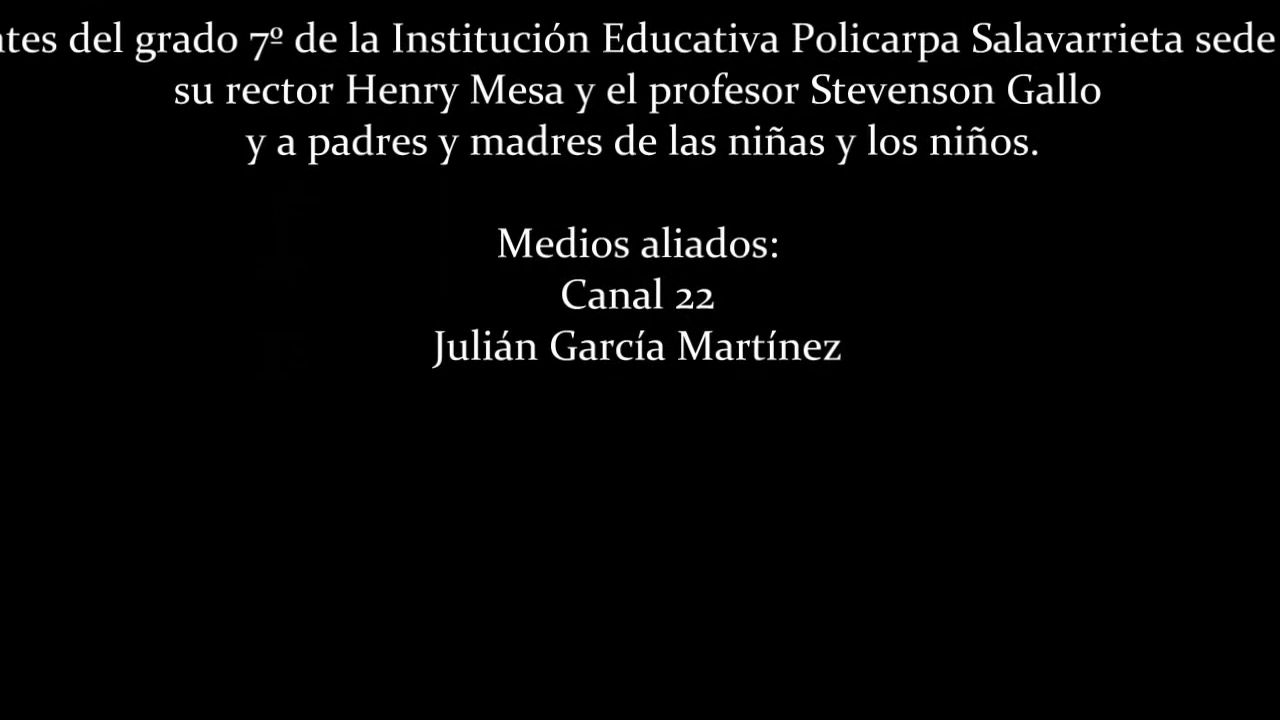 del grado 7º de la Institución Educativa Policarpa Salavarrieta sede
su rector Henry Mesa y el profesor Stevenson Gallo
y a padres y madres de las niñas y los niños.
Medios aliados:
Canal 22
Julián García Martínez